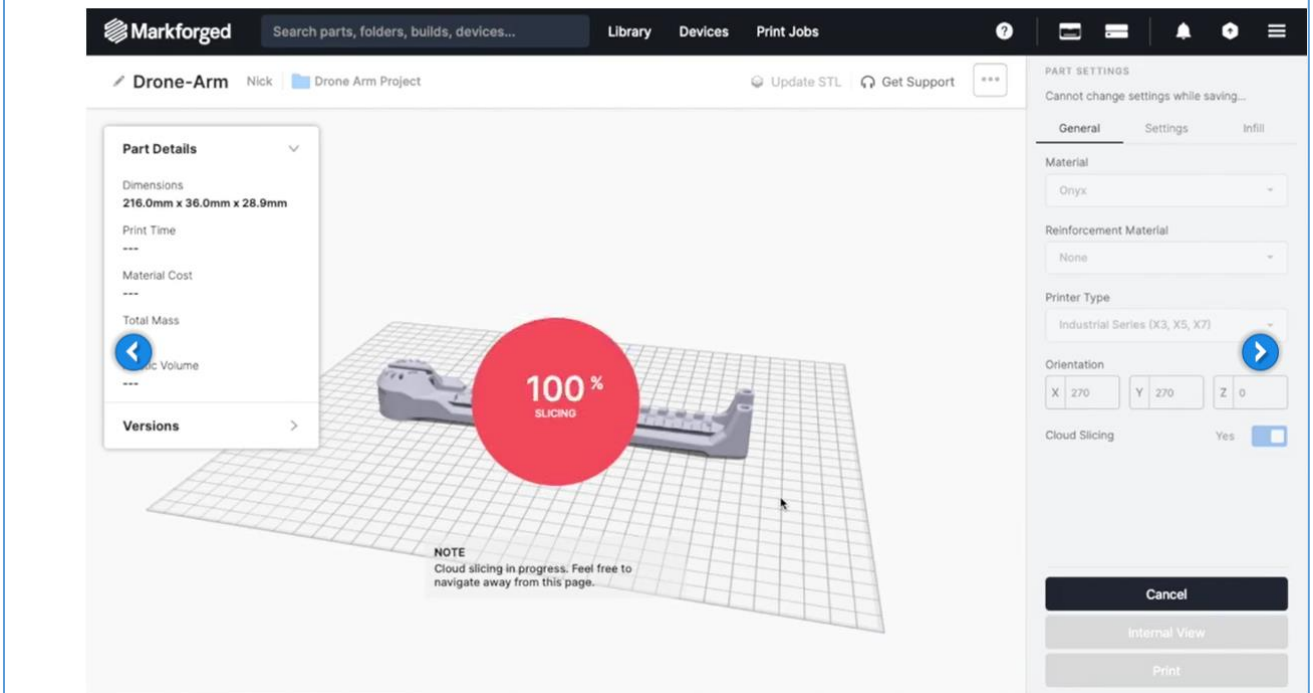 Markforged
Search parts, folders, builds, devices...
Library
Devices
Print Jobs
?
Drone-Arm
Nick
Drone Arm Project
Update STL
Get Support
Part Details
Dimensions
216.0mm x 36.0mm x 28.9mm
Print Time
---
Material Cost
---
Total Mass
Volume
---
Versions
100 %
SLICING
NOTE
Cloud slicing in progress. Feel free to
navigate away from this page.
PART SETTINGS
Cannot change settings while saving...
General
Settings
Infill
Material
Onyx
Reinforcement Material
None
Printer Type
Industrial Series (X3, X5, X7)
Orientation
X 270
Y 270
Z 0
Cloud Slicing
Yes
Cancel
Internal View
Print